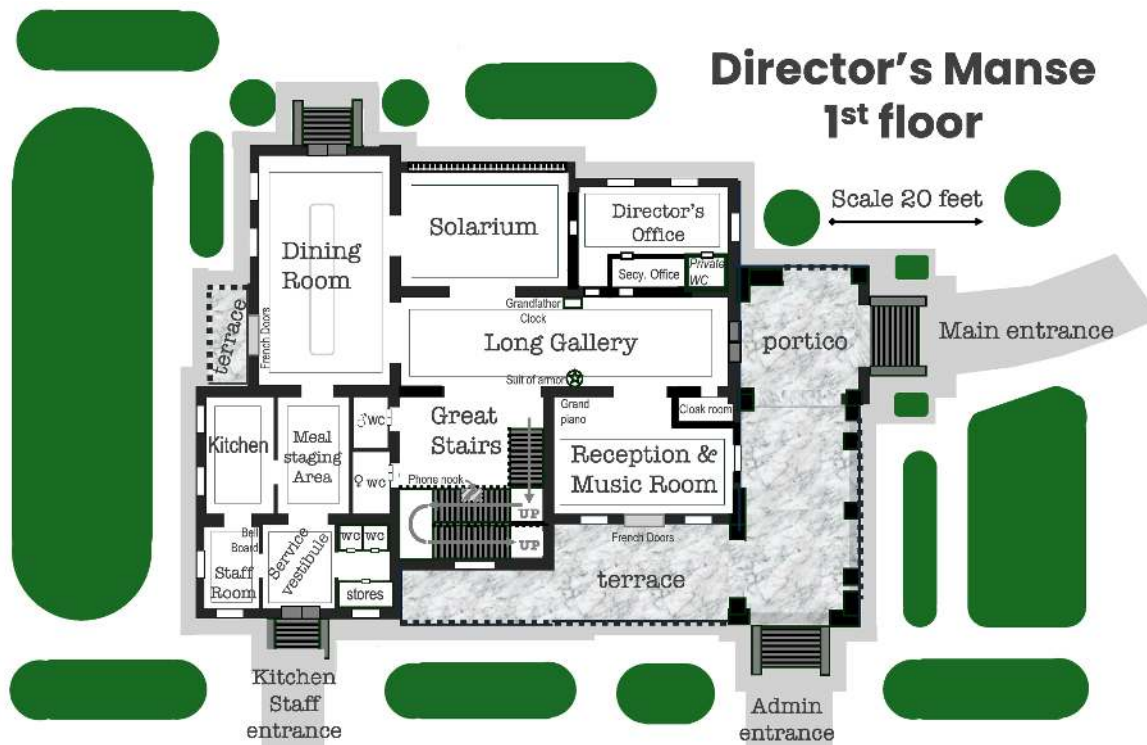 Director's Manse
1st floor
Scale 20 feet
Dining
Room
Solarium
Director's
Office
Secy. Office
Private
WC
terrace
French Doors
Grandfather
Clock
Long Gallery
Suit of armor
portico
Main entrance
Kitchen
Meal
staging
Area
♂WC
♀ WC
Great
Stairs
Phone nook
UP
UP
Grand
piano
Cloak room
Reception &
Music Room
French Doors
terrace
Bell
Board
Staff
Room
Service
vestibule
WC
WC
stores
Kitchen
Staff
entrance
Admin
entrance